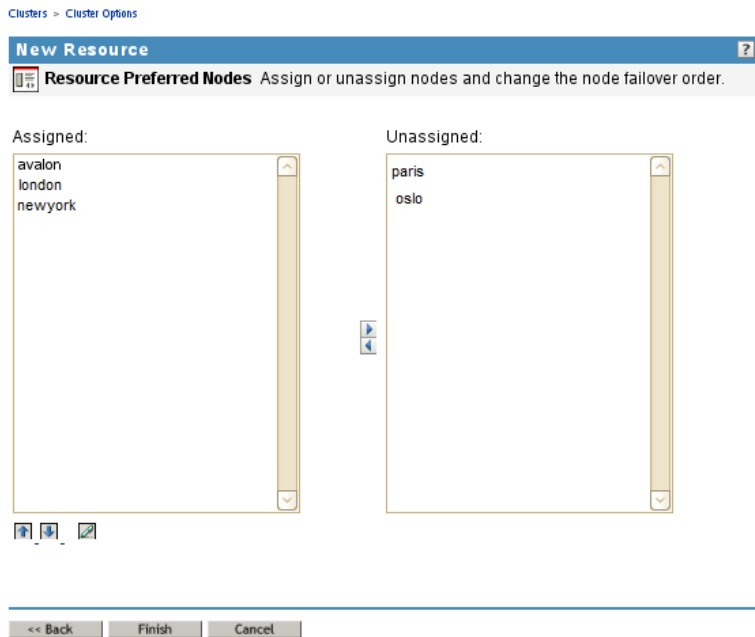 Clusters > Cluster Options
New Resource ?
Resource Preferred Nodes Assign or unassign nodes and change the node failover order.
Assigned:
avalon
london
newyork
Unassigned:
paris
oslo
<< Back Finish Cancel